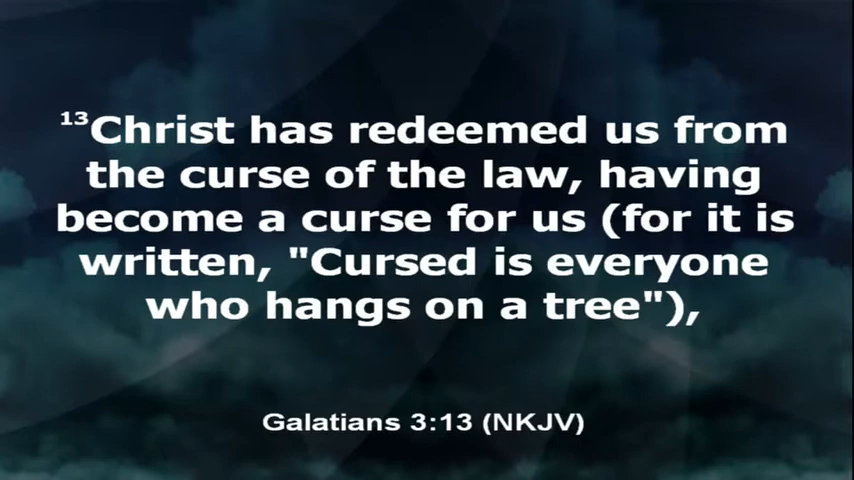 ¹³Christ has redeemed us from
the curse of the law, having
become a curse for us (for it is
written, "Cursed is everyone
who hangs on a tree"),
Galatians 3:13 (NKJV)